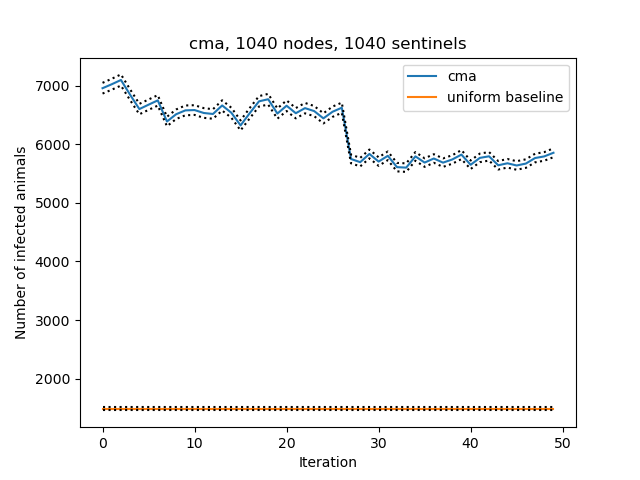 cma, 1040 nodes, 1040 sentinels
cma
uniform baseline
Number of infected animals
7000
6000
5000
4000
3000
2000
0
10
20
30
40
50
Iteration